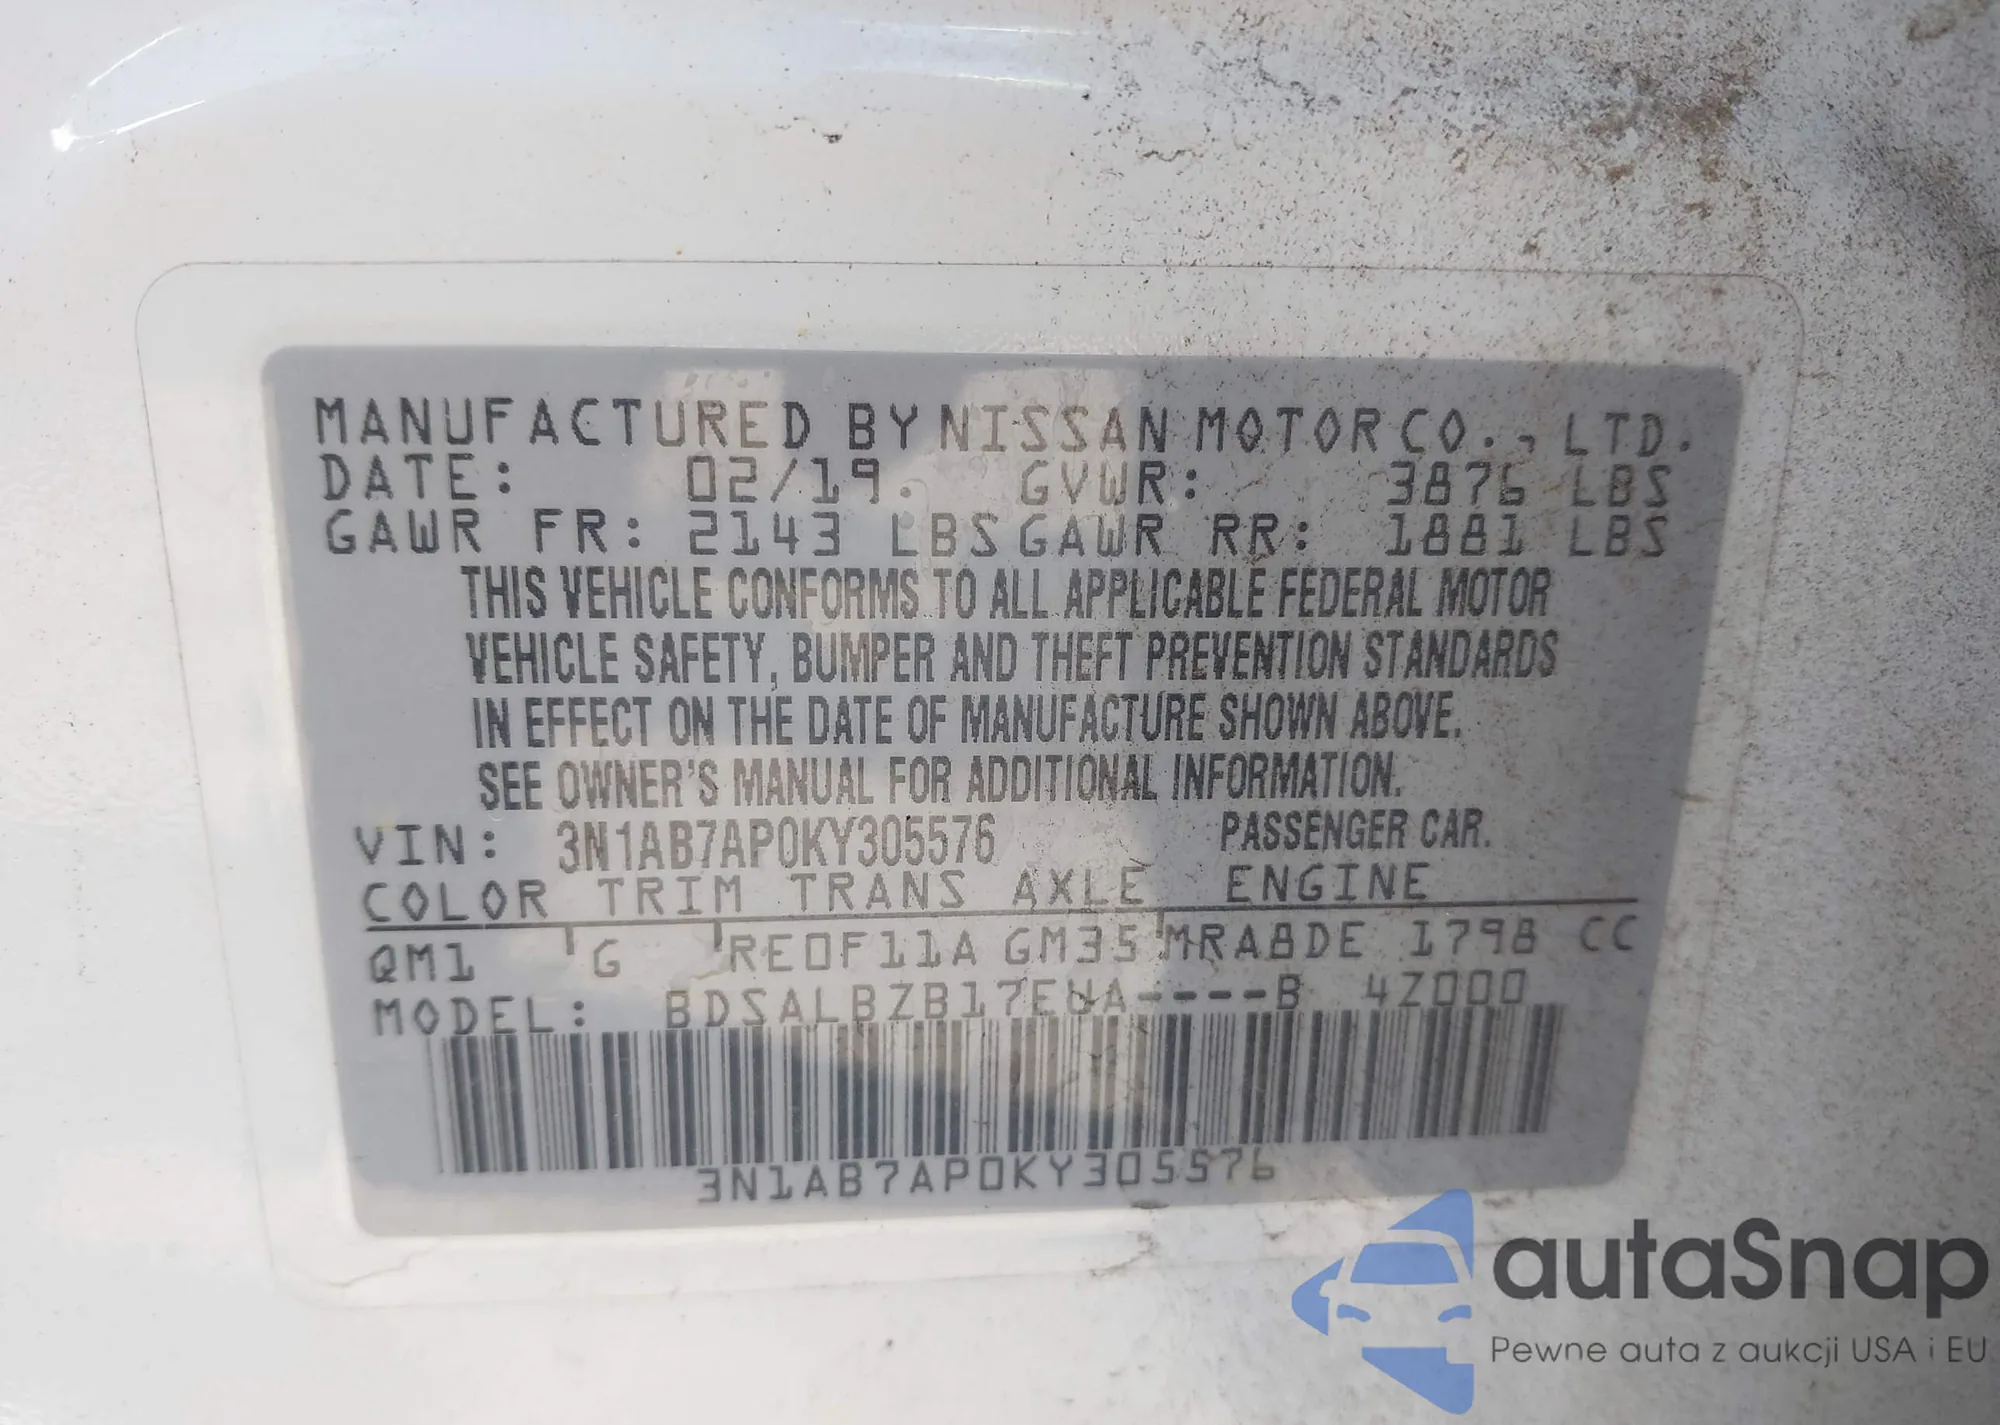 MANUFACTURED BY NISSAN MOTOR CO., LTD.
DATE: 02/19. GVWR: 3876 LBS
GAWR FR: 2143 LBS GAWR RR: 1881 LBS
THIS VEHICLE CONFORMS TO ALL APPLICABLE FEDERAL MOTOR
VEHICLE SAFETY, BUMPER AND THEFT PREVENTION STANDARDS
IN EFFECT ON THE DATE OF MANUFACTURE SHOWN ABOVE.
SEE OWNER'S MANUAL FOR ADDITIONAL INFORMATION.
VIN: 3N1AB7AP0KY305576 PASSENGER CAR.
COLOR TRIM TRANS AXLE ENGINE
QM1 G RE0F11A GM35 MRA8DE 1798 CC
MODEL: BDSALBZB17EUA----B 4Z000
3N1AB7AP0KY305576
autaSnap
Pewne auta z aukcji USA i EU